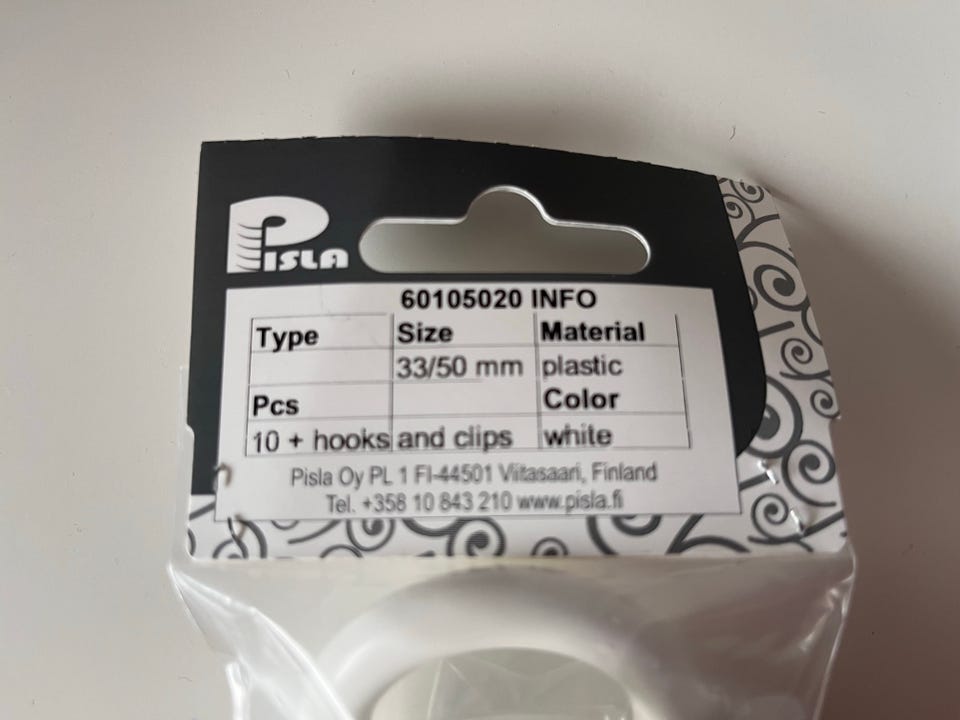 PISLA
60105020 INFO
Type Size Material
33/50 mm plastic
Pcs Color
10 + hooks and clips white
Pisla Oy PL 1 FI-44501 Viitasaari, Finland
Tel. +358 10 843 210 www.pisla.fi